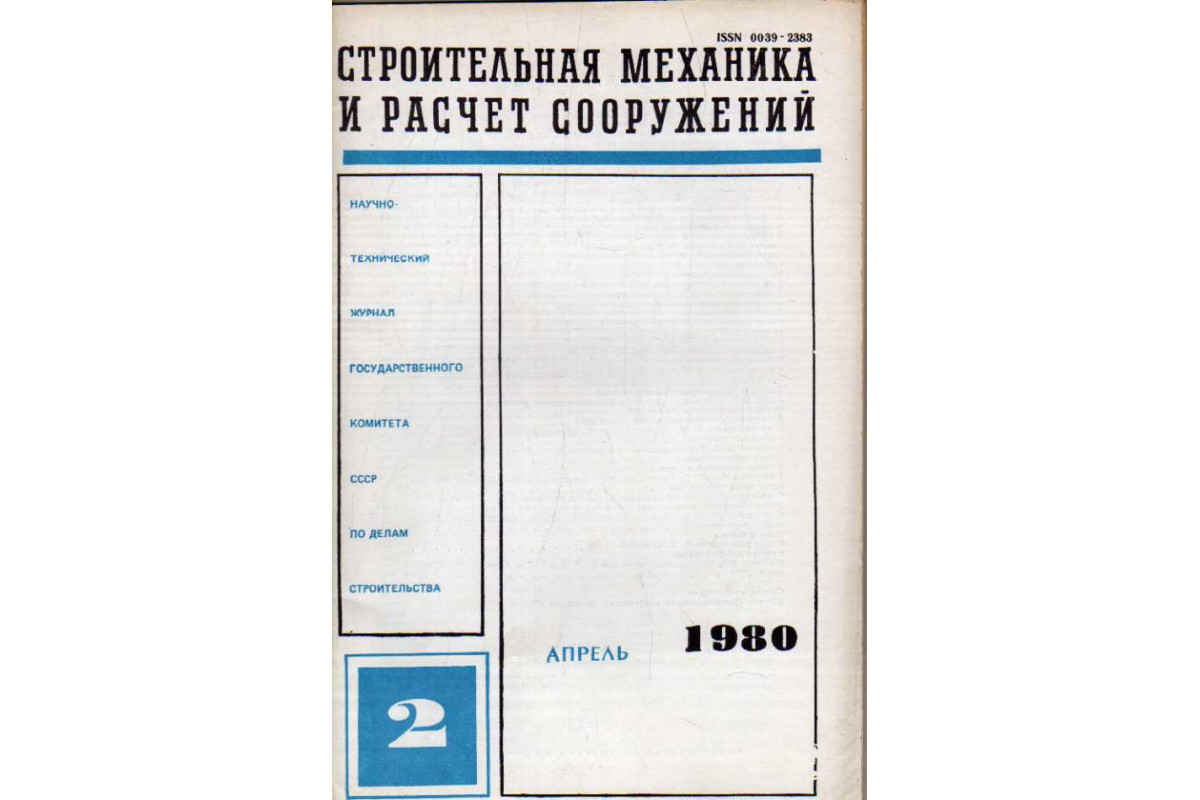 ISSN 0039-2383
СТРОИТЕЛЬНАЯ МЕХАНИКА
И РАСЧЕТ СООРУЖЕНИЙ
НАУЧНО-
ТЕХНИЧЕСКИЙ
ЖУРНАЛ
ГОСУДАРСТВЕННОГО
КОМИТЕТА
СССР
ПО ДЕЛАМ
СТРОИТЕЛЬСТВА
АПРЕЛЬ 1980
2